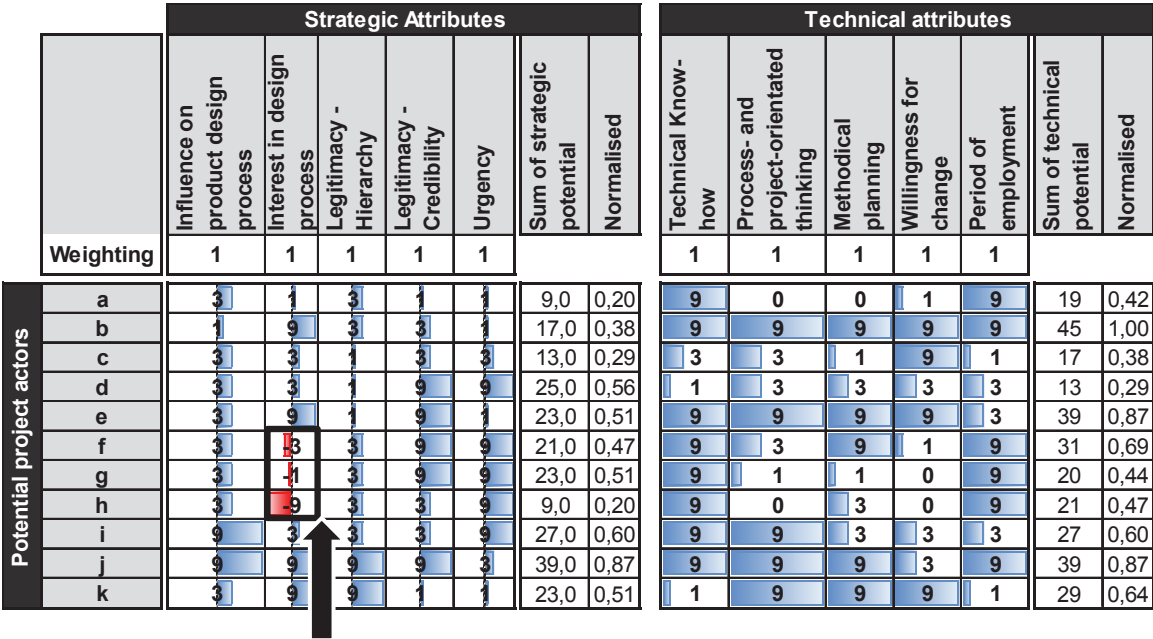 Strategic Attributes Technical attributes
Influence on product design process Interest in design process Legitimacy - Hierarchy Legitimacy - Credibility Urgency Sum of strategic potential Normalised Technical Know-how Process- and project-orientated thinking Methodical planning Willingness for change Period of employment Sum of technical potential Normalised
Weighting 1 1 1 1 1 1 1 1 1 1
Potential project actors
a 3 1 3 1 1 9,0 0,20 9 0 0 1 9 19 0,42
b 1 9 3 3 1 17,0 0,38 9 9 9 9 9 45 1,00
c 3 3 1 3 3 13,0 0,29 3 3 1 9 1 17 0,38
d 3 3 1 9 9 25,0 0,56 1 3 3 3 3 13 0,29
e 3 9 1 9 1 23,0 0,51 9 9 9 9 3 39 0,87
f 3 -3 3 9 9 21,0 0,47 9 3 9 1 9 31 0,69
g 3 -1 3 9 9 23,0 0,51 9 1 1 0 9 20 0,44
h 3 -9 3 3 9 9,0 0,20 9 0 3 0 9 21 0,47
i 9 3 3 3 9 27,0 0,60 9 9 3 3 3 27 0,60
j 9 9 9 9 3 39,0 0,87 9 9 9 3 9 39 0,87
k 3 9 9 1 1 23,0 0,51 1 9 9 9 1 29 0,64